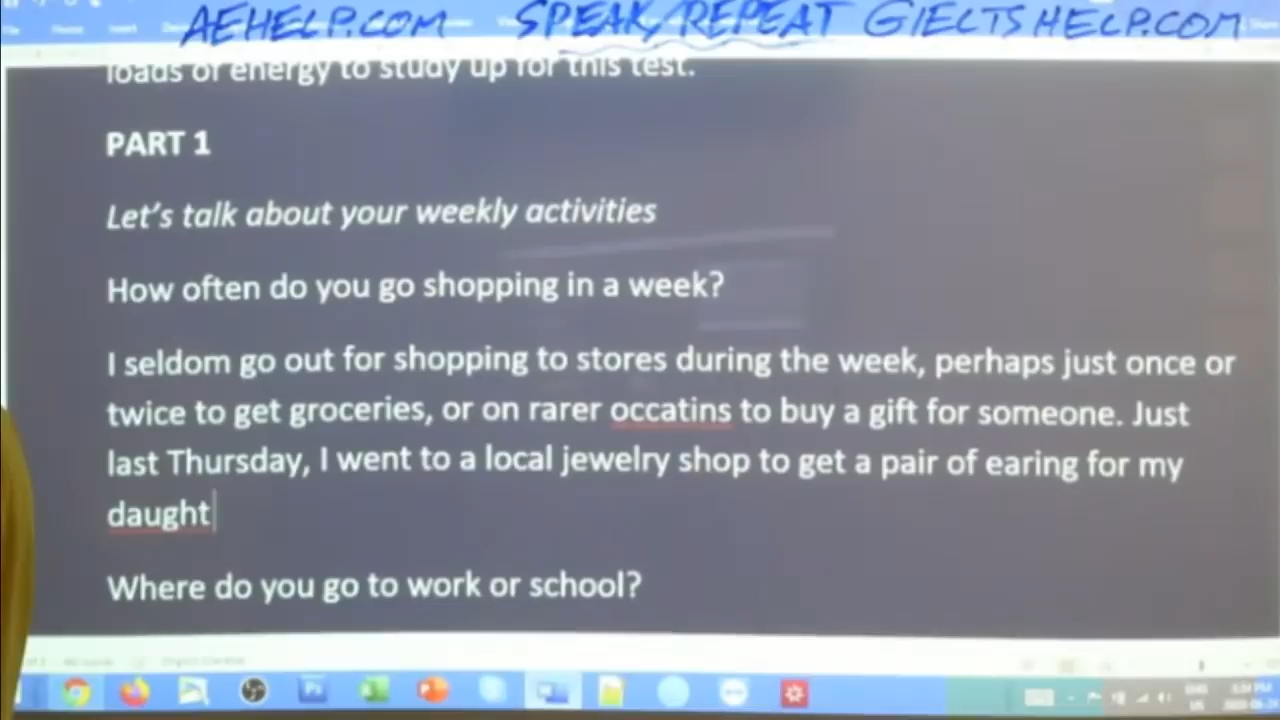 AEHELP.COM SPEAK/REPEAT GIELTSHELP.COM
loads of energy to study up for this test.
PART 1
Let's talk about your weekly activities
How often do you go shopping in a week?
I seldom go out for shopping to stores during the week, perhaps just once or
twice to get groceries, or on rarer occatins to buy a gift for someone. Just
last Thursday, I went to a local jewelry shop to get a pair of earing for my
daught
Where do you go to work or school?